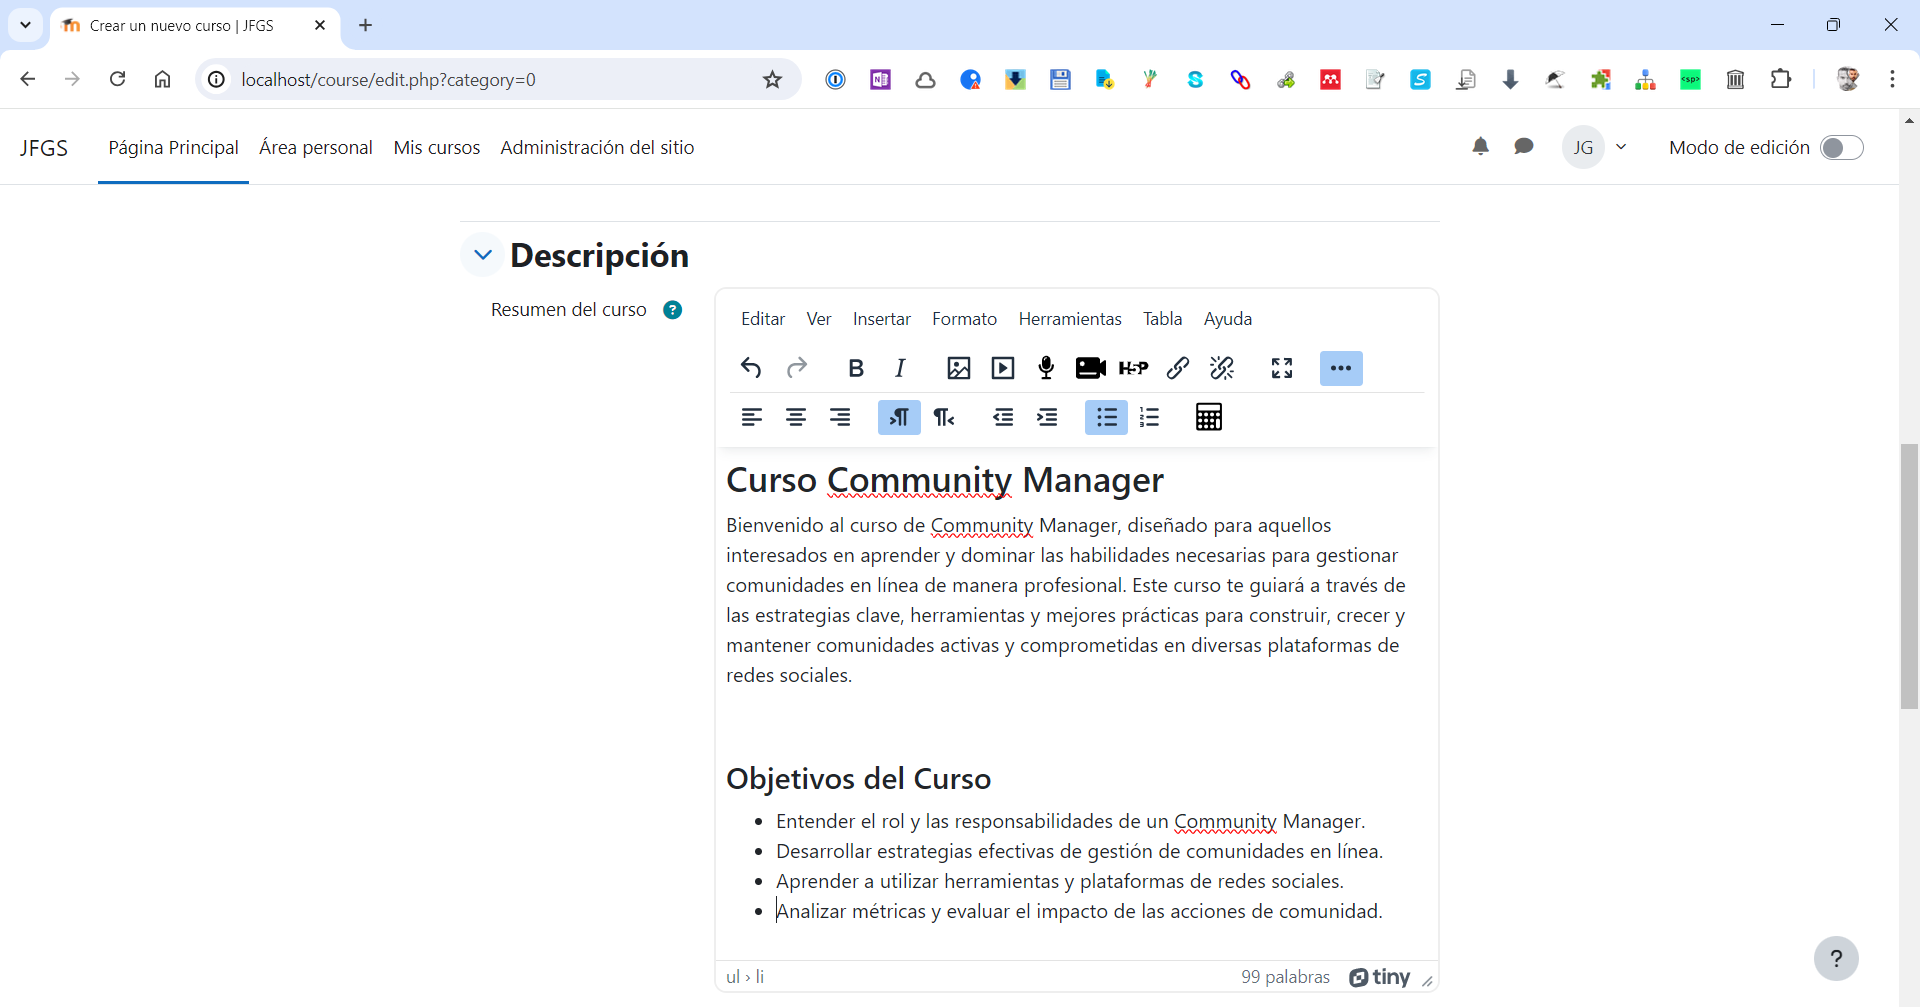 Crear un nuevo curso | JFGS
localhost/course/edit.php?category=0
JFGS
Página Principal
Área personal
Mis cursos
Administración del sitio
JG
Modo de edición
Descripción
Resumen del curso
?
Editar
Ver
Insertar
Formato
Herramientas
Tabla
Ayuda
B
I
H5P
Curso Community Manager
Bienvenido al curso de Community Manager, diseñado para aquellos
interesados en aprender y dominar las habilidades necesarias para gestionar
comunidades en línea de manera profesional. Este curso te guiará a través de
las estrategias clave, herramientas y mejores prácticas para construir, crecer y
mantener comunidades activas y comprometidas en diversas plataformas de
redes sociales.
Objetivos del Curso
Entender el rol y las responsabilidades de un Community Manager.
Desarrollar estrategias efectivas de gestión de comunidades en línea.
Aprender a utilizar herramientas y plataformas de redes sociales.
Analizar métricas y evaluar el impacto de las acciones de comunidad.
ul › li
99 palabras
tiny
?